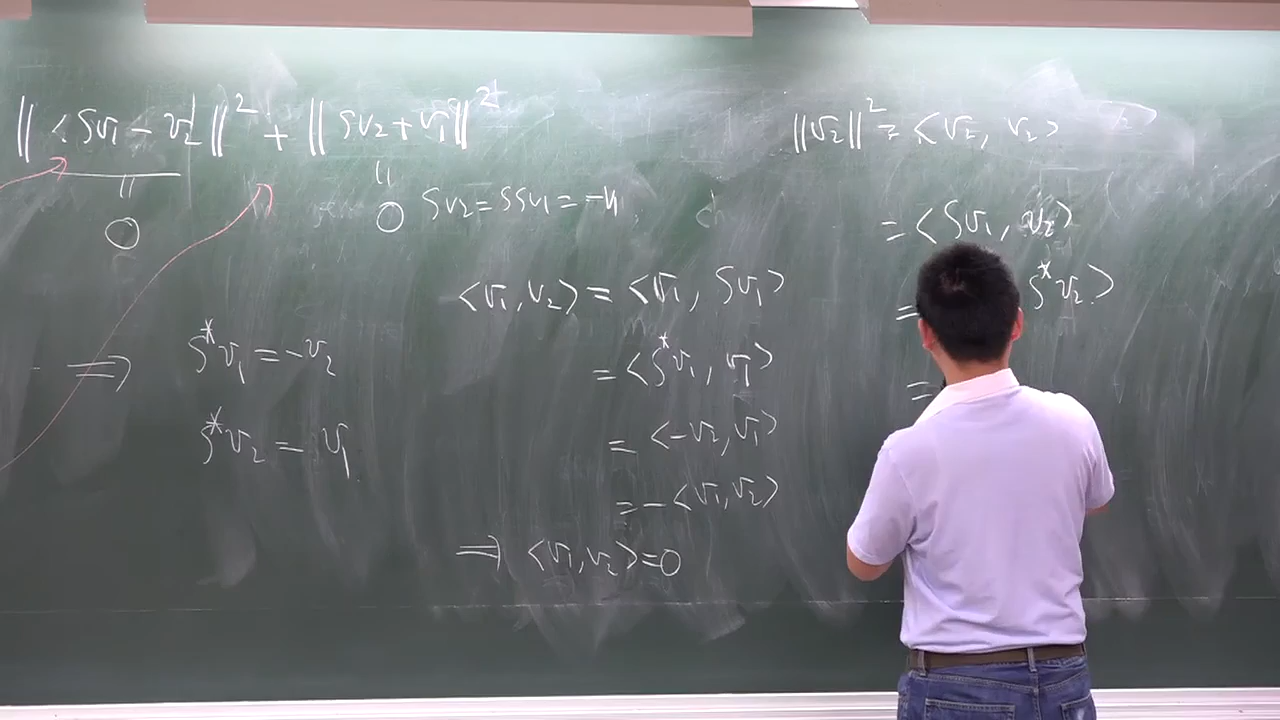 ‖ <Sv₁ − v₂ ‖² + ‖ Sv₂ + v₁ ‖²
‖ ‖
0 0 Sv₂ = SSv₁ = −v₁
⟨v₁, v₂⟩ = ⟨v₁, Sv₁⟩
= ⟨S*v₁, v₁⟩
= ⟨−v₂, v₁⟩
= −⟨v₁, v₂⟩
⇒ ⟨v₁, v₂⟩ = 0
⇒ S*v₁ = −v₂
S*v₂ = v₁
‖v₂‖² = ⟨v₂, v₂⟩
= ⟨Sv₁, v₂⟩
= S*v₂⟩
=